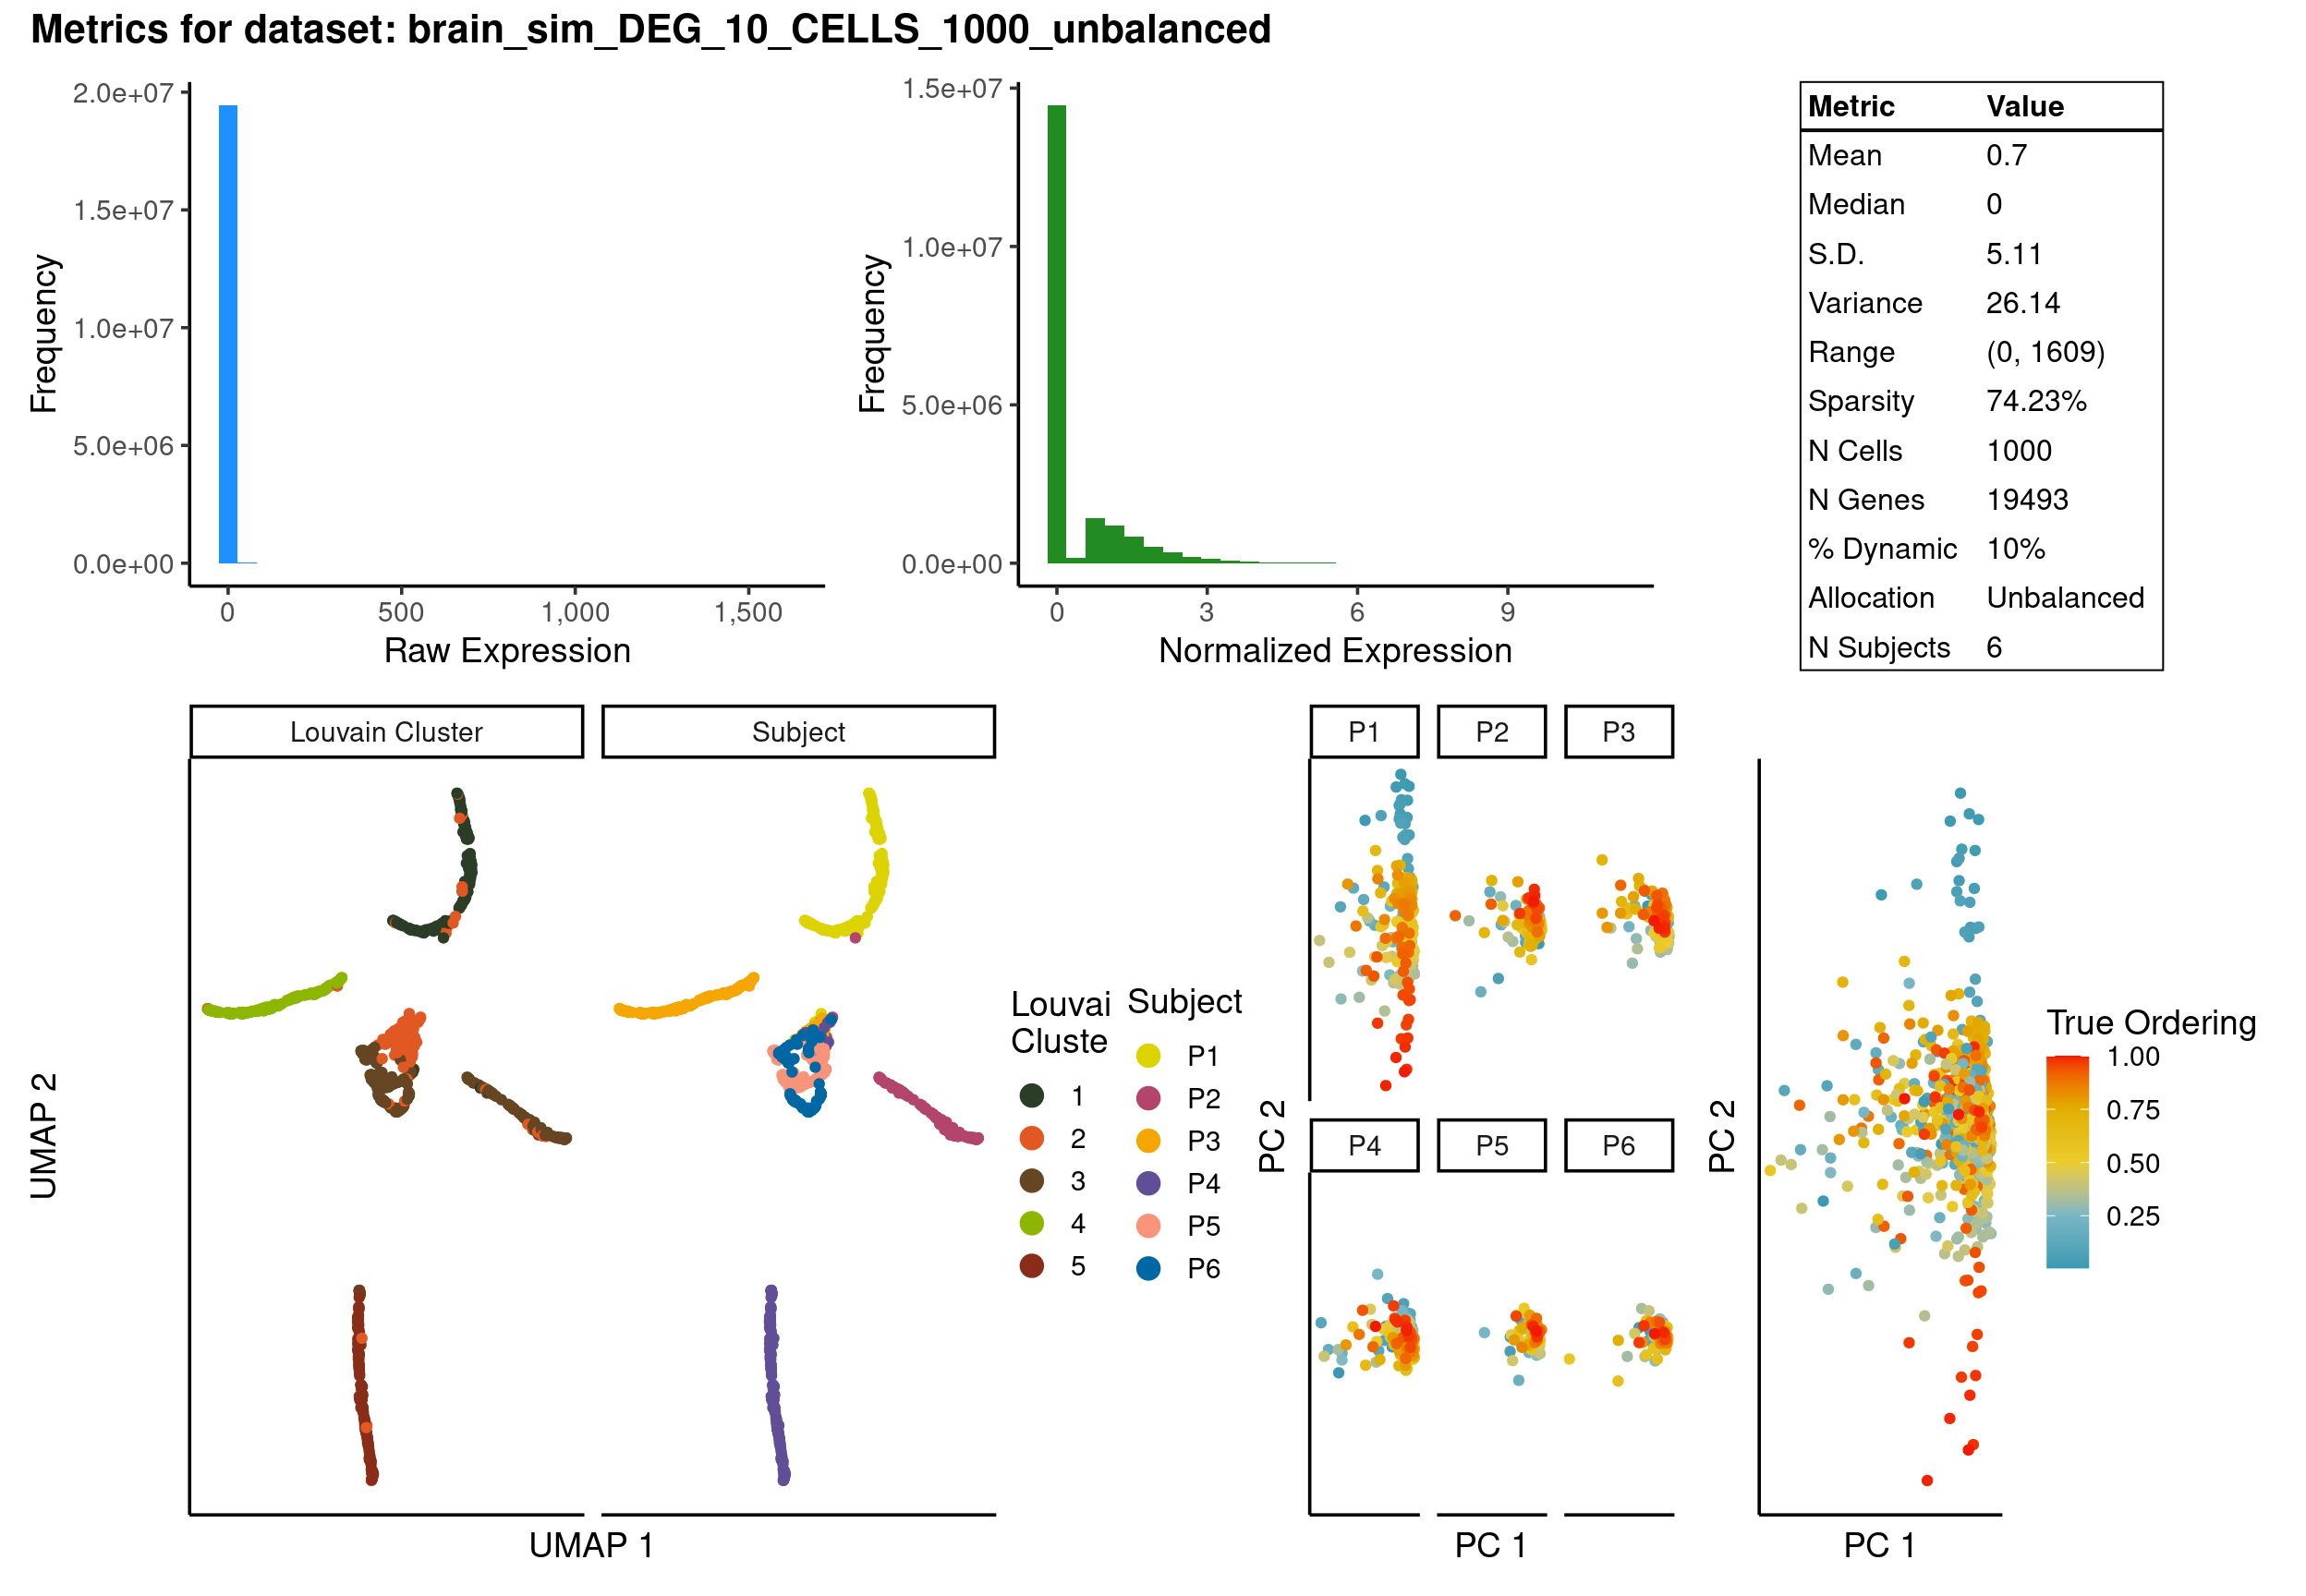 Metrics for dataset: brain_sim_DEG_10_CELLS_1000_unbalanced
2.0e+07
1.5e+07
1.0e+07
5.0e+06
0.0e+00
Frequency
0 500 1,000 1,500
Raw Expression
1.5e+07
1.0e+07
5.0e+06
0.0e+00
Frequency
0 3 6 9
Normalized Expression
Metric Value
Mean 0.7
Median 0
S.D. 5.11
Variance 26.14
Range (0, 1609)
Sparsity 74.23%
N Cells 1000
N Genes 19493
% Dynamic 10%
Allocation Unbalanced
N Subjects 6
Louvain Cluster Subject
UMAP 2
UMAP 1
Louvai
Cluste
1
2
3
4
5
Subject
P1
P2
P3
P4
P5
P6
P1 P2 P3
P4 P5 P6
PC 2
PC 1
PC 2
PC 1
True Ordering
1.00
0.75
0.50
0.25